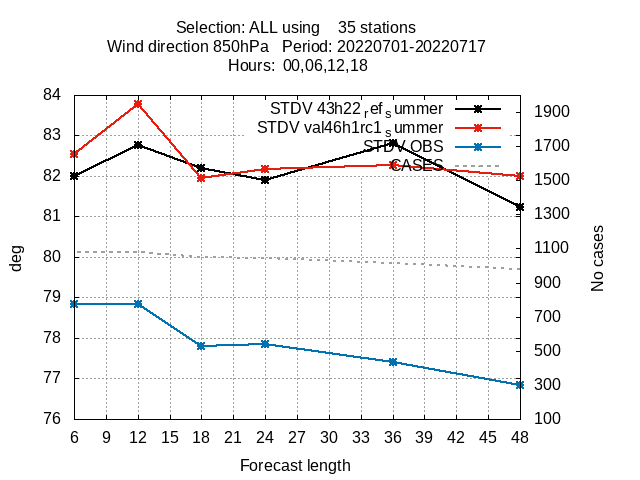 Selection: ALL using    35 stations
Wind direction 850hPa   Period: 20220701-20220717
Hours: 00,06,12,18
STDV 43h22ref summer
STDV val46h1rc1summer
STDV OBS
CASES
84
83
82
81
80
79
78
77
76
1900
1700
1500
1300
1100
900
700
500
300
100
deg
No cases
6 9 12 15 18 21 24 27 30 33 36 39 42 45 48
Forecast length